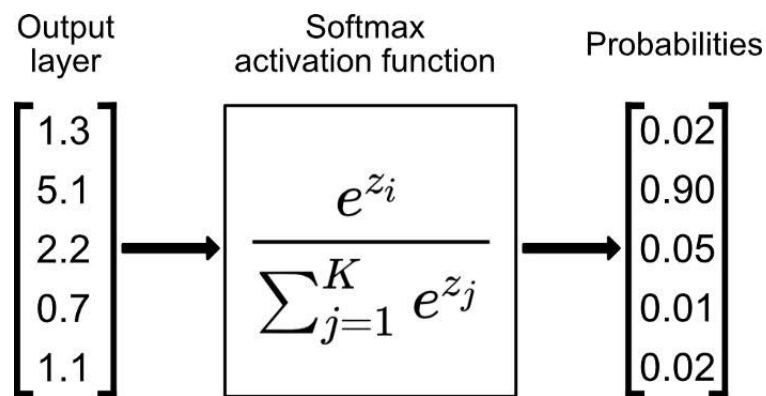 Output
layer
Softmax
activation function
Probabilities
1.3
5.1
2.2
0.7
1.1
e^{z_i}
∑_{j=1}^{K} e^{z_j}
0.02
0.90
0.05
0.01
0.02